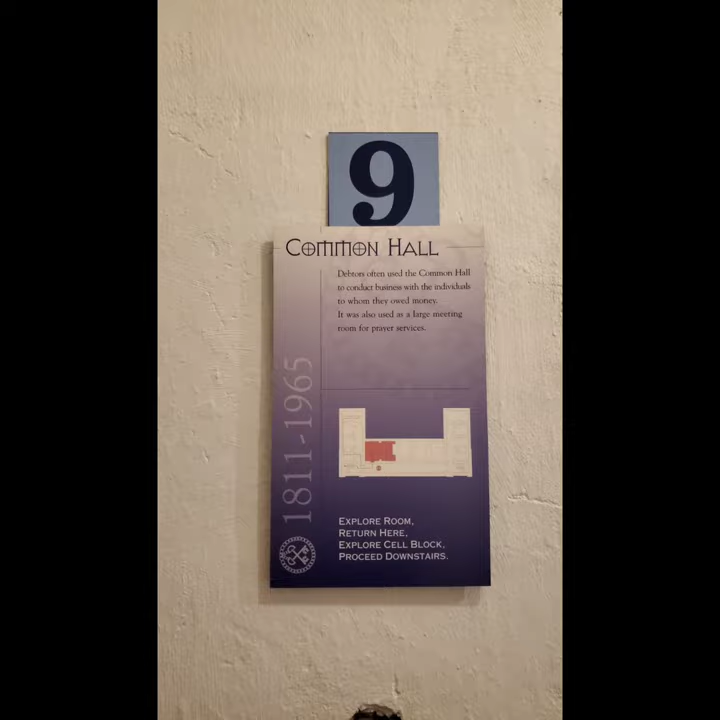 9
Common Hall
Debtors often used the Common Hall
to conduct business with the individuals
to whom they owed money.
It was also used as a large meeting
room for prayer services.
1811-1965
Explore Room,
Return Here,
Explore Cell Block,
Proceed Downstairs.